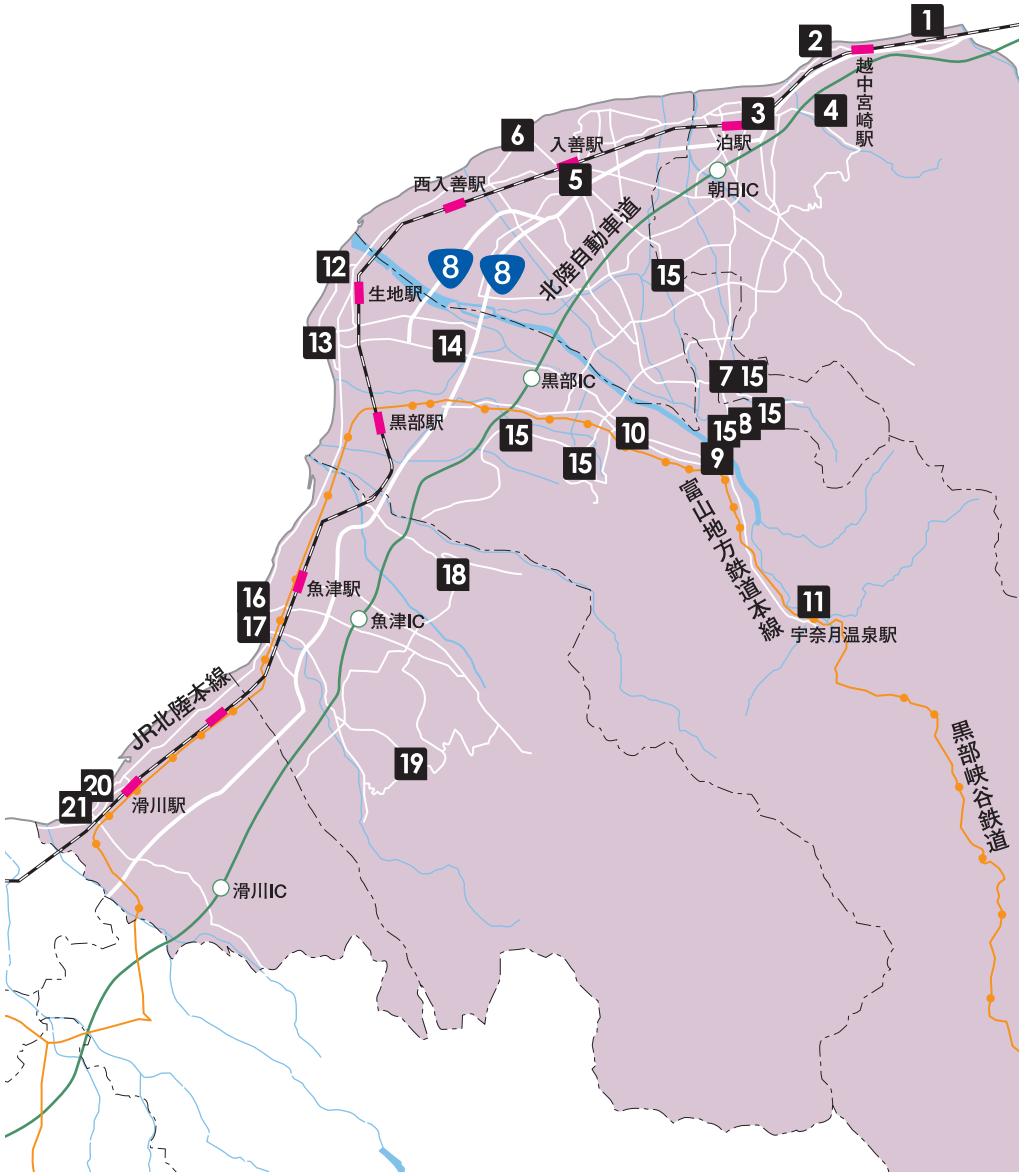 1
2
越中宮崎駅
3
4
泊駅
6
入善駅
5
西入善駅
朝日IC
北陸自動車道
8
8
12
生地駅
15
13
14
黒部IC
7
15
黒部駅
15
8
15
10
15
15
9
富山地方鉄道本線
18
魚津駅
16
17
魚津IC
11
宇奈月温泉駅
JR北陸本線
黒部峡谷鉄道
19
20
21
滑川駅
滑川IC